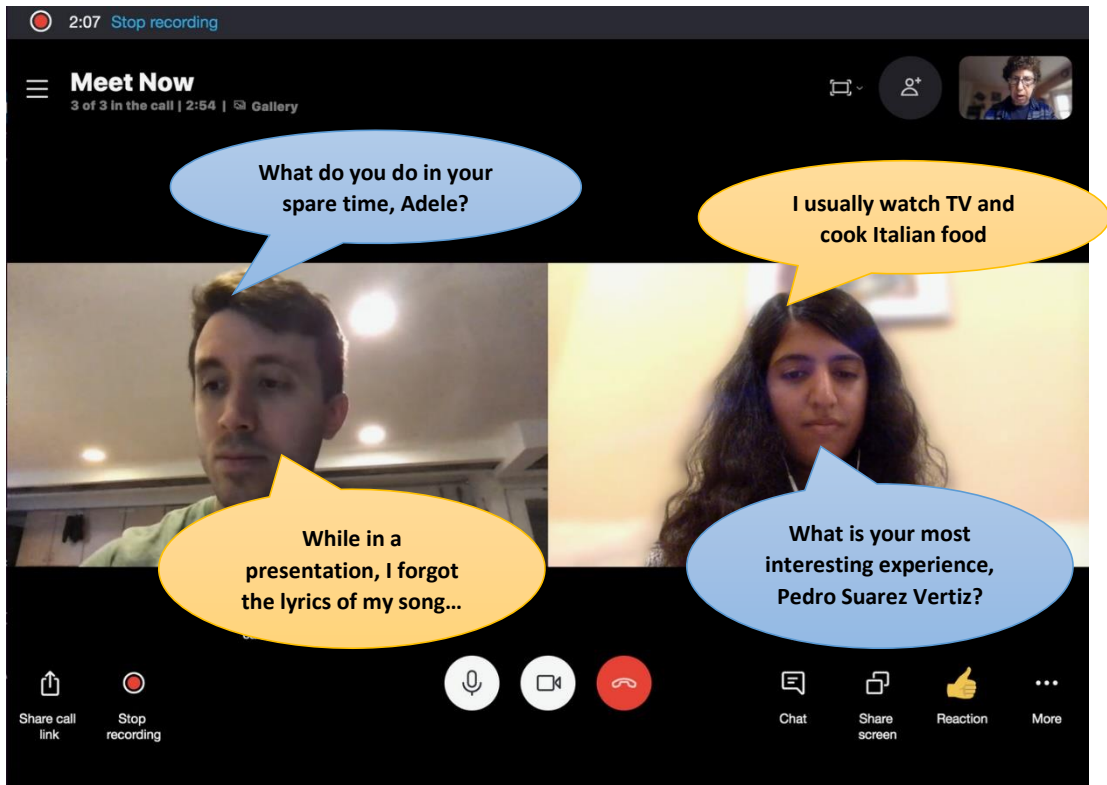 2:07 Stop recording
Meet Now
3 of 3 in the call | 2:54 | Gallery
What do you do in your
spare time, Adele?
I usually watch TV and
cook Italian food
While in a
presentation, I forgot
the lyrics of my song…
What is your most
interesting experience,
Pedro Suarez Vertiz?
Share call
link
Stop
recording
Chat
Share
screen
Reaction
More